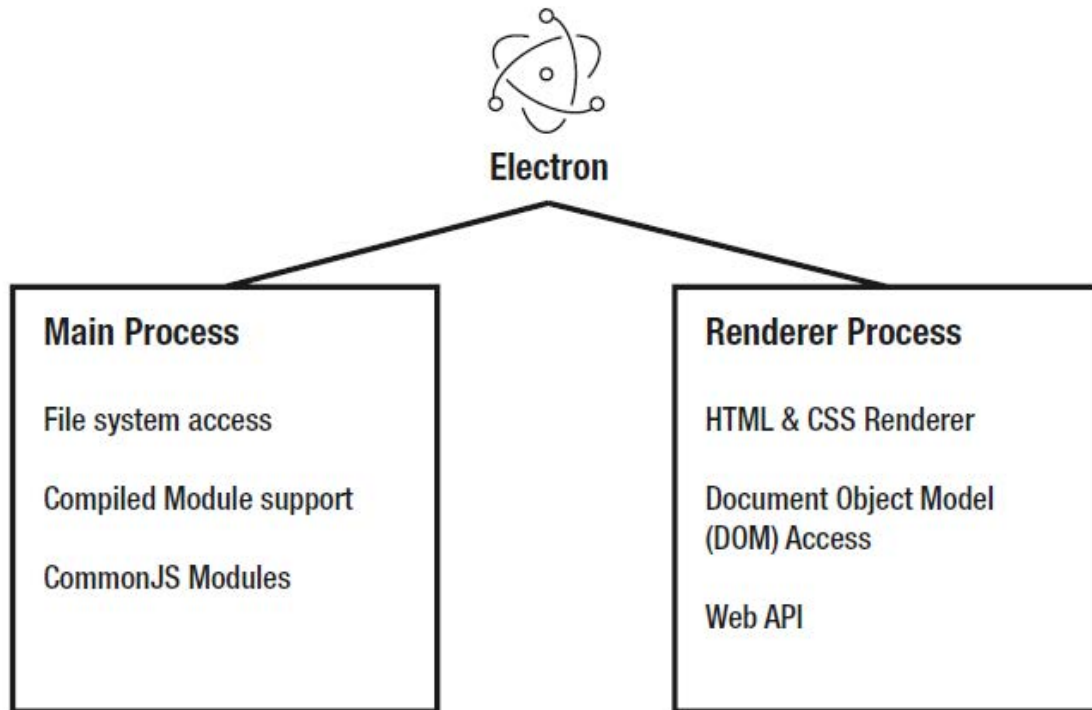 Electron
Main Process
File system access
Compiled Module support
CommonJS Modules
Renderer Process
HTML & CSS Renderer
Document Object Model
(DOM) Access
Web API